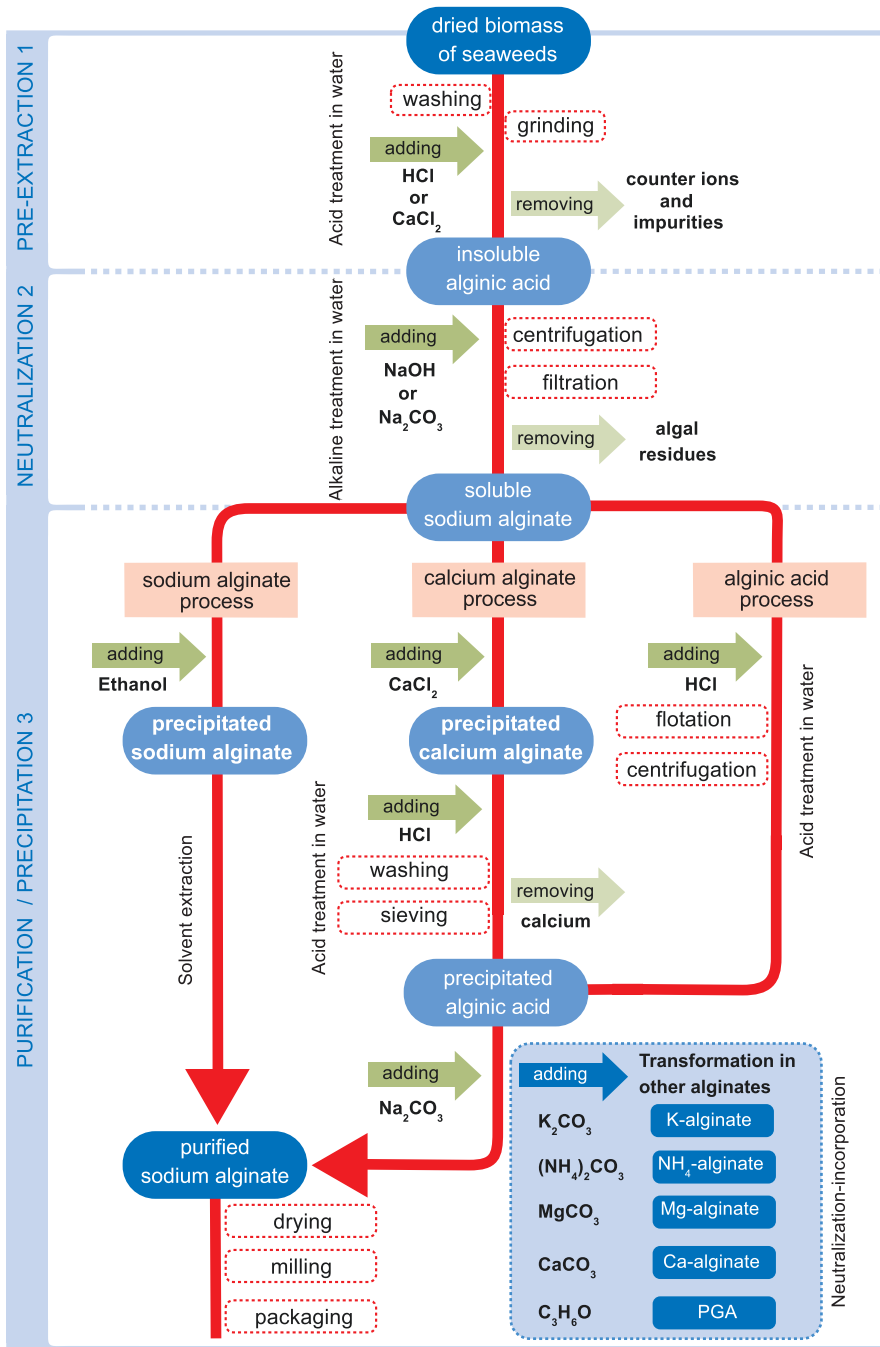 dried biomass
of seaweeds
PRE-EXTRACTION 1
Acid treatment in water
washing
grinding
adding
HCl
or
CaCl₂
removing
counter ions
and
impurities
insoluble
alginic acid
NEUTRALIZATION 2
Alkaline treatment in water
adding
NaOH
or
Na₂CO₃
centrifugation
filtration
removing
algal
residues
soluble
sodium alginate
PURIFICATION / PRECIPITATION 3
sodium alginate
process
calcium alginate
process
alginic acid
process
adding
Ethanol
adding
CaCl₂
adding
HCl
precipitated
sodium alginate
precipitated
calcium alginate
flotation
centrifugation
Acid treatment in water
Solvent extraction
Acid treatment in water
adding
HCl
washing
sieving
removing
calcium
precipitated
alginic acid
adding
Na₂CO₃
purified
sodium alginate
drying
milling
packaging
adding
Transformation in
other alginates
K₂CO₃
K-alginate
(NH₄)₂CO₃
NH₄-alginate
MgCO₃
Mg-alginate
CaCO₃
Ca-alginate
C₃H₆O
PGA
Neutralization-incorporation